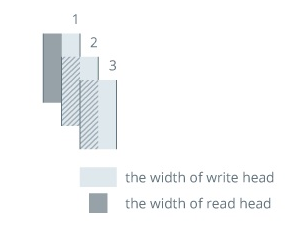 1
2
3
the width of write head
the width of read head